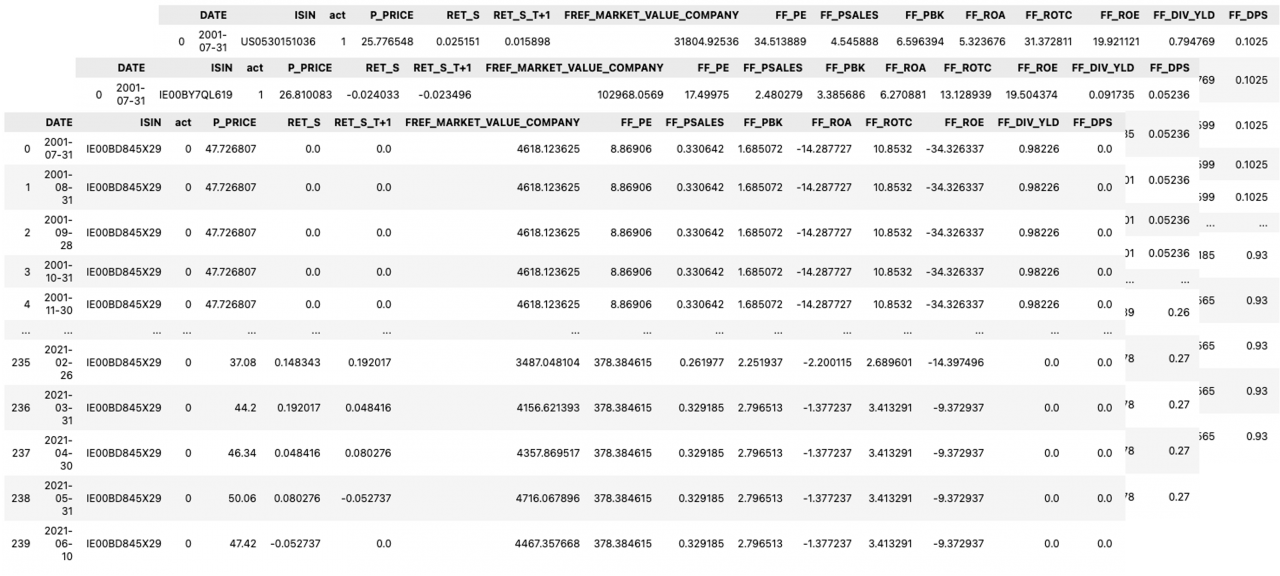 DATE ISIN act P_PRICE RET_S RET_S_T+1 FREF_MARKET_VALUE_COMPANY FF_PE FF_PSALES FF_PBK FF_ROA FF_ROTC FF_ROE FF_DIV_YLD FF_DPS
0 2001-07-31 US0530151036 1 25.776548 0.025151 0.015898 31804.92536 34.513889 4.545888 6.596394 5.323676 31.372811 19.921121 0.794769 0.1025
DATE ISIN act P_PRICE RET_S RET_S_T+1 FREF_MARKET_VALUE_COMPANY FF_PE FF_PSALES FF_PBK FF_ROA FF_ROTC FF_ROE FF_DIV_YLD FF_DPS
769 0.1025
0 2001-07-31 IE00BY7QL619 1 26.810083 -0.024033 -0.023496 102968.0569 17.49975 2.480279 3.385686 6.270881 13.128939 19.504374 0.091735 0.05236
DATE ISIN act P_PRICE RET_S RET_S_T+1 FREF_MARKET_VALUE_COMPANY FF_PE FF_PSALES FF_PBK FF_ROA FF_ROTC FF_ROE FF_DIV_YLD FF_DPS
35 0.05236 599 0.1025
0 2001-07-31 IE00BD845X29 0 47.726807 0.0 0.0 4618.123625 8.86906 0.330642 1.685072 -14.287727 10.8532 -34.326337 0.98226 0.0
599 0.1025
1 2001-08-31 IE00BD845X29 0 47.726807 0.0 0.0 4618.123625 8.86906 0.330642 1.685072 -14.287727 10.8532 -34.326337 0.98226 0.0
01 0.05236 599 0.1025
2 2001-09-28 IE00BD845X29 0 47.726807 0.0 0.0 4618.123625 8.86906 0.330642 1.685072 -14.287727 10.8532 -34.326337 0.98226 0.0
01 0.05236 ... ...
3 2001-10-31 IE00BD845X29 0 47.726807 0.0 0.0 4618.123625 8.86906 0.330642 1.685072 -14.287727 10.8532 -34.326337 0.98226 0.0
01 0.05236 185 0.93
... ...
4 2001-11-30 IE00BD845X29 0 47.726807 0.0 0.0 4618.123625 8.86906 0.330642 1.685072 -14.287727 10.8532 -34.326337 0.98226 0.0
39 0.26 565 0.93
... ... ... ... ... ... ... ... ... ... ... ... ... ... ... ...
235 2021-02-26 IE00BD845X29 0 37.08 0.148343 0.192017 3487.048104 378.384615 0.261977 2.251937 -2.200115 2.689601 -14.397496 0.0 0.0
78 0.27 565 0.93
236 2021-03-31 IE00BD845X29 0 44.2 0.192017 0.048416 4156.621393 378.384615 0.329185 2.796513 -1.377237 3.413291 -9.372937 0.0 0.0
78 0.27 565 0.93
237 2021-04-30 IE00BD845X29 0 46.34 0.048416 0.080276 4357.869517 378.384615 0.329185 2.796513 -1.377237 3.413291 -9.372937 0.0 0.0
78 0.27 565 0.93
238 2021-05-31 IE00BD845X29 0 50.06 0.080276 -0.052737 4716.067896 378.384615 0.329185 2.796513 -1.377237 3.413291 -9.372937 0.0 0.0
78 0.27
239 2021-06-10 IE00BD845X29 0 47.42 -0.052737 0.0 4467.357668 378.384615 0.329185 2.796513 -1.377237 3.413291 -9.372937 0.0 0.0